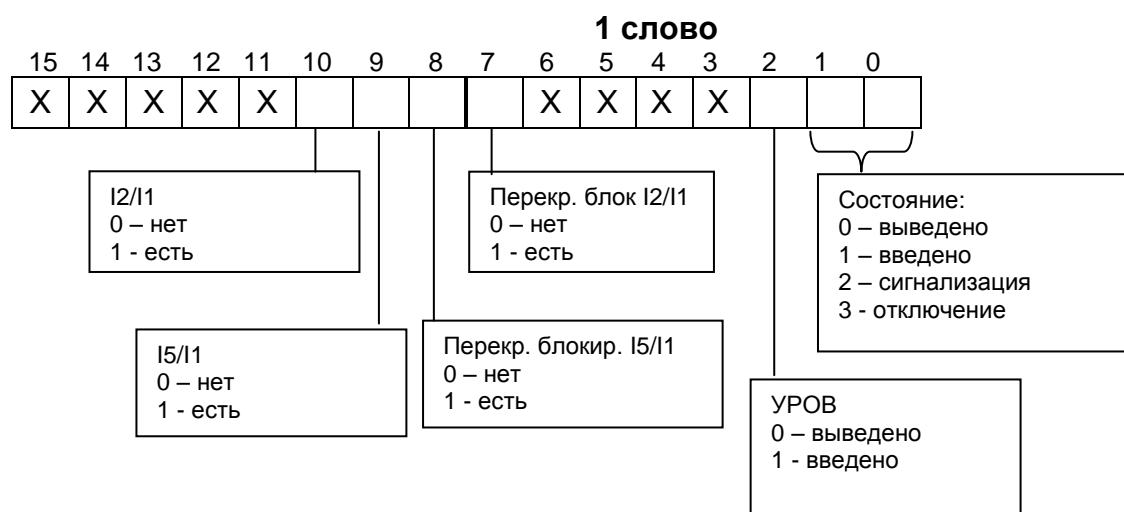 1 слово
15 14 13 12 11 10 9 8 7 6 5 4 3 2 1 0
X X X X X X X X X
I2/I1
0 – нет
1 - есть
Перекр. блок I2/I1
0 – нет
1 - есть
Состояние:
0 – выведено
1 – введено
2 – сигнализация
3 - отключение
I5/I1
0 – нет
1 - есть
Перекр. блокир. I5/I1
0 – нет
1 - есть
УРОВ
0 – выведено
1 - введено